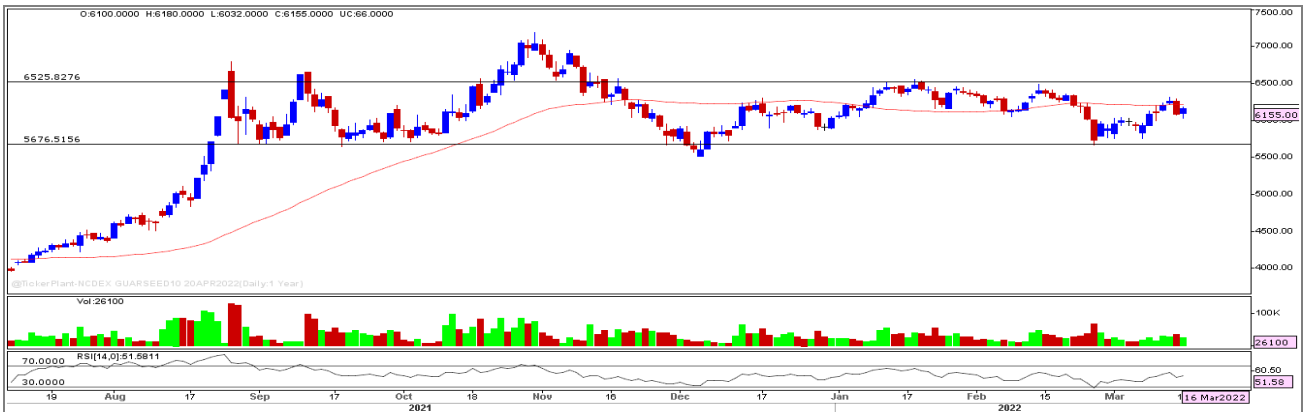 O:6100.0000 H:6180.0000 L:6032.0000 C:6155.0000 UC:66.0000
7500.00
7000.00
6525.8276
6500.00
6155.00
5676.5156
5500.00
5000.00
4500.00
4000.00
@TickerPlant-NCDEX GUARSEED10 20APR2022(Daily:1 Year)
Vol:26100
100K
26100
RSI[14,0]:51.5811
70.0000
60.50
51.58
30.0000
19 Aug 17 Sep 17 Oct 18 Nov 16 Dec 17 Jan 17 Feb 15 Mar 16 Mar2022
2021 2022